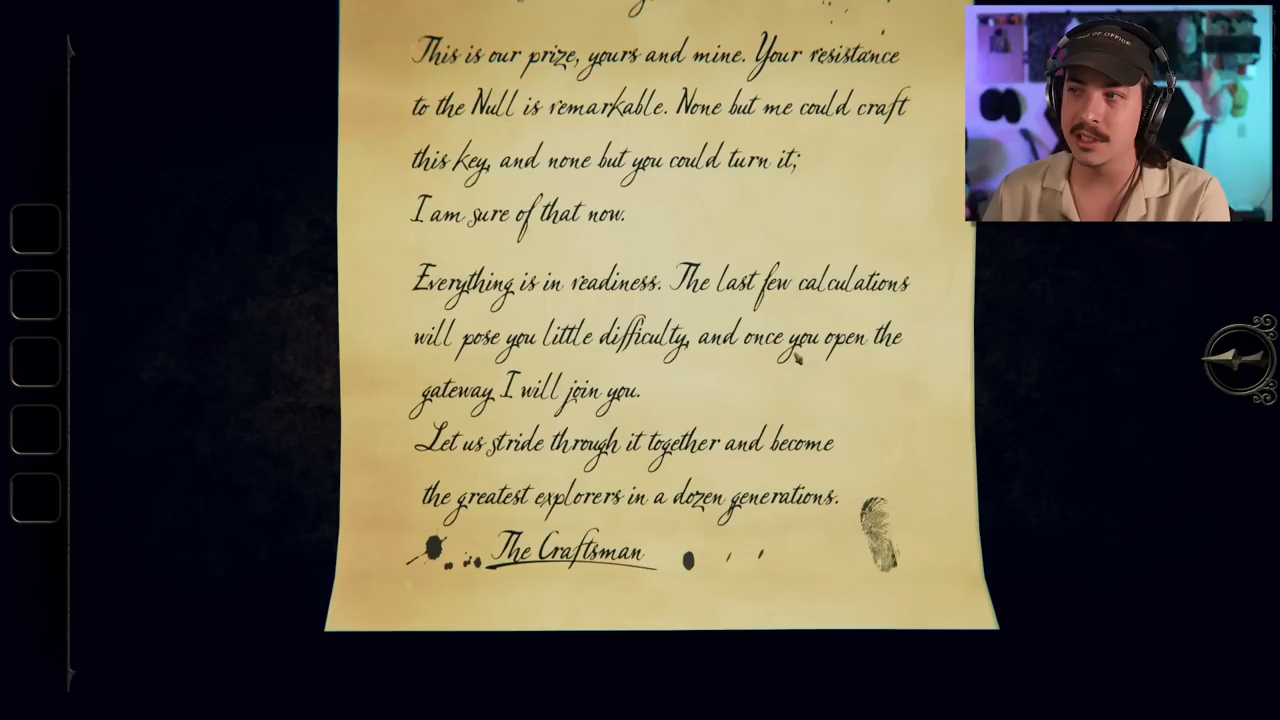 This is our prize, yours and mine. Your resistance
to the Null is remarkable. None but me could craft
this key, and none but you could turn it;
I am sure of that now.
Everything is in readiness. The last few calculations
will pose you little difficulty, and once you open the
gateway I will join you.
Let us stride through it together and become
the greatest explorers in a dozen generations.
The Craftsman
OUT OF OFFICE